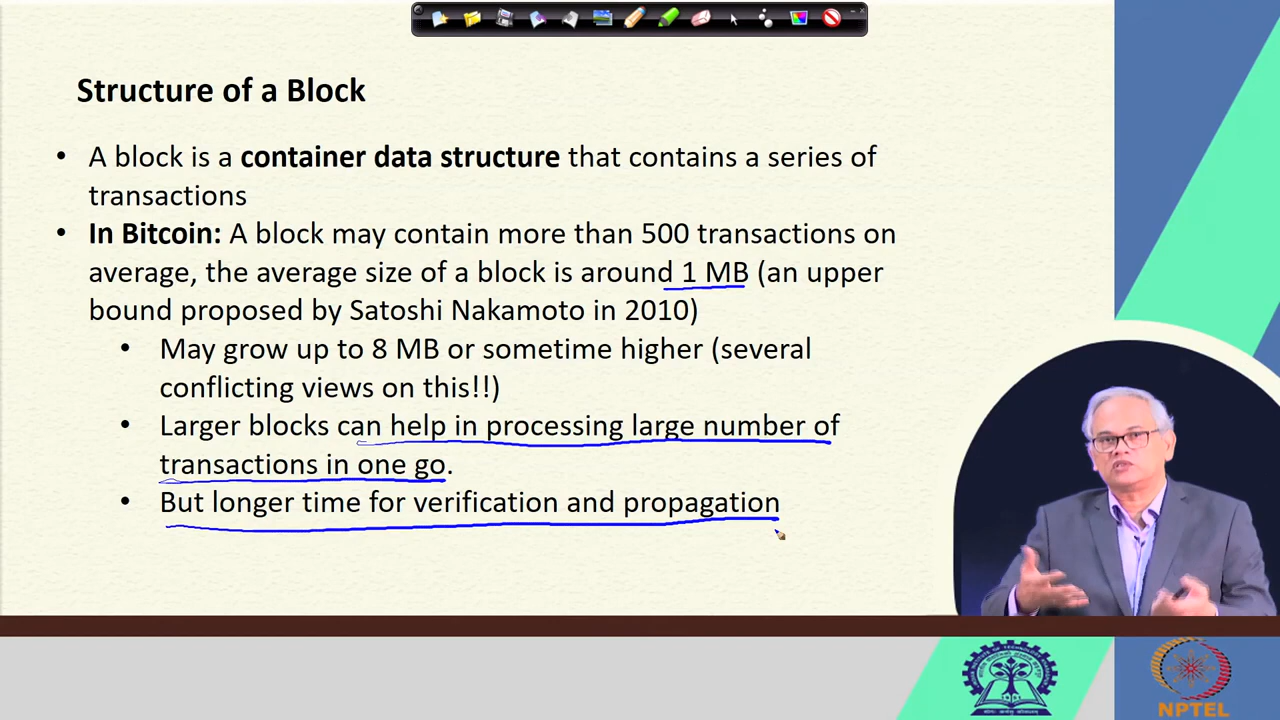 Structure of a Block
• A block is a container data structure that contains a series of
transactions
• In Bitcoin: A block may contain more than 500 transactions on
average, the average size of a block is around 1 MB (an upper
bound proposed by Satoshi Nakamoto in 2010)
• May grow up to 8 MB or sometime higher (several
conflicting views on this!!)
• Larger blocks can help in processing large number of
transactions in one go.
• But longer time for verification and propagation
NPTEL